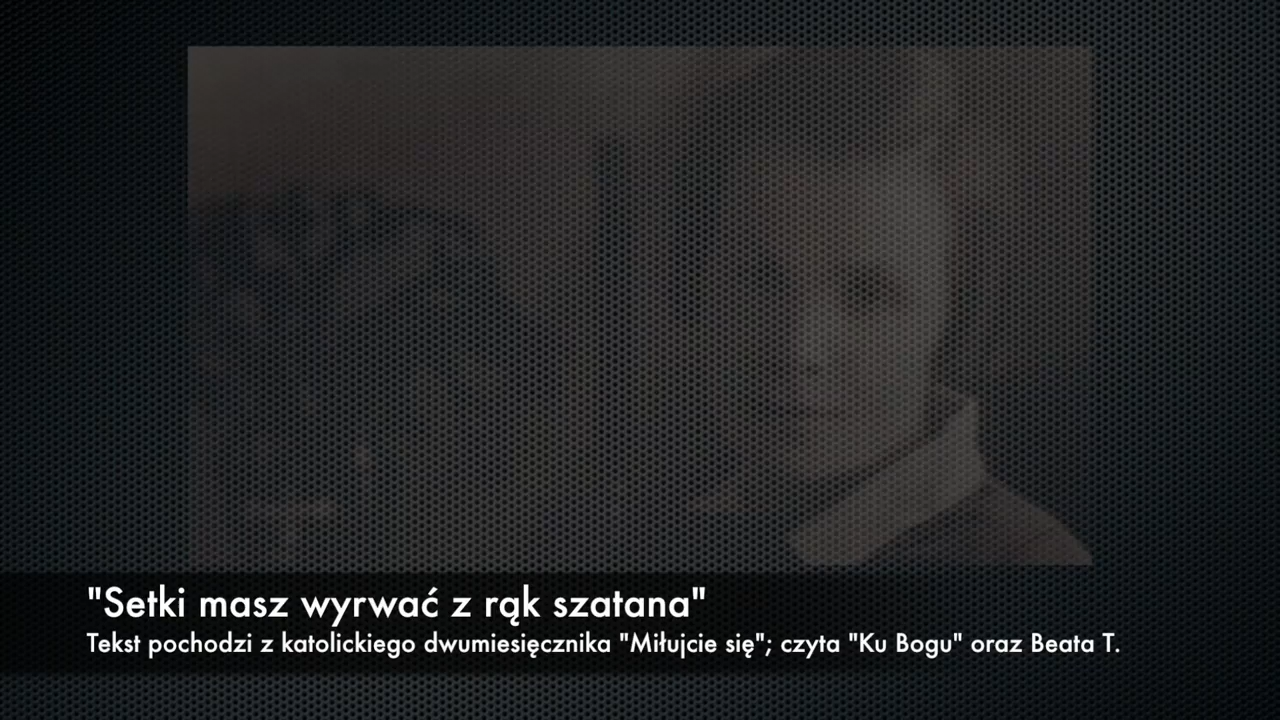 "Setki masz wyrwać z rąk szatana"
Tekst pochodzi z katolickiego dwumiesięcznika "Miłujcie się"; czyta "Ku Bogu" oraz Beata T.